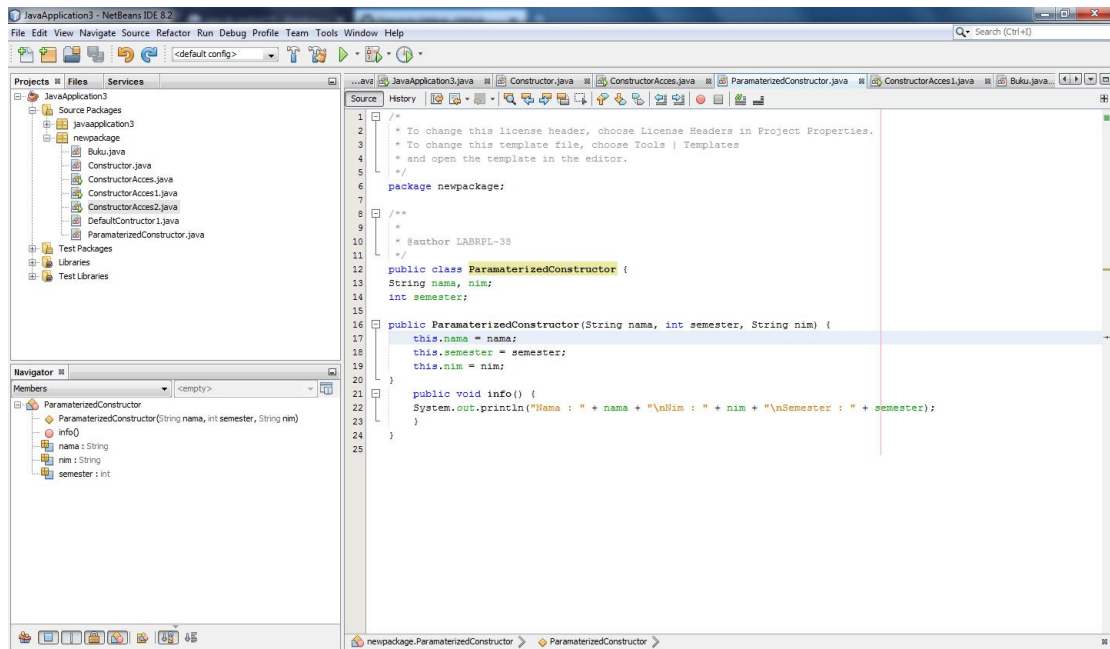 JavaApplication3 - NetBeans IDE 8.2
File Edit View Navigate Source Refactor Run Debug Profile Team Tools Window Help
Search (Ctrl+I)
<default config>
Projects Files Services
JavaApplication3
Source Packages
javaapplication3
newpackage
Buku.java
Constructor.java
ConstructorAcces.java
ConstructorAcces1.java
ConstructorAcces2.java
DefaultContructor1.java
ParamaterizedConstructor.java
Test Packages
Libraries
Test Libraries
Navigator
Members <empty>
ParamaterizedConstructor
ParamaterizedConstructor(String nama, int semester, String nim)
info()
nama : String
nim : String
semester : int
...ava JavaApplication3.java Constructor.java ConstructorAcces.java ParamaterizedConstructor.java ConstructorAcces1.java Buku.java...
Source History
1 /*
2 * To change this license header, choose License Headers in Project Properties.
3 * To change this template file, choose Tools | Templates
4 * and open the template in the editor.
5 */
6 package newpackage;
7
8 /**
9 *
10 * @author LABRPL-38
11 */
12 public class ParamaterizedConstructor {
13 String nama, nim;
14 int semester;
15
16 public ParamaterizedConstructor(String nama, int semester, String nim) {
17 this.nama = nama;
18 this.semester = semester;
19 this.nim = nim;
20 }
21 public void info() {
22 System.out.println("Nama : " + nama + "\nNim : " + nim + "\nSemester : " + semester);
23 }
24 }
25
newpackage.ParamaterizedConstructor ParamaterizedConstructor